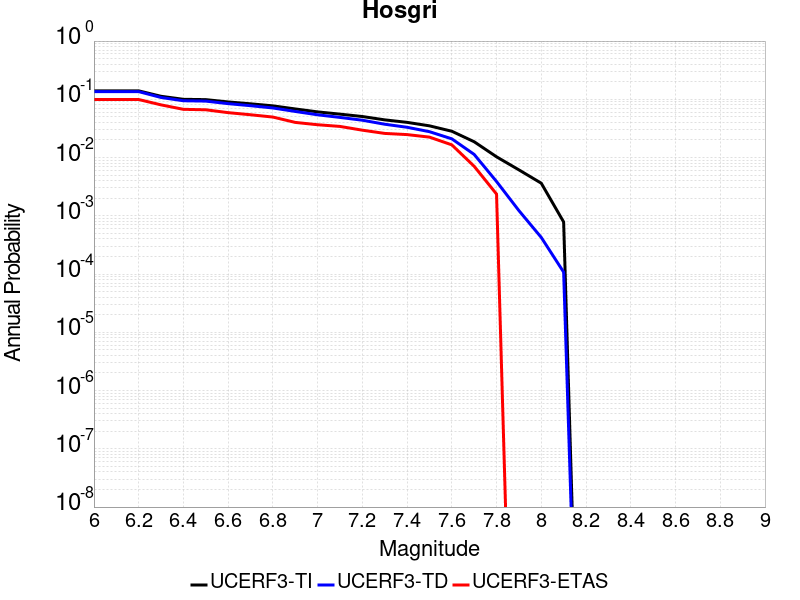 Hosgri
10^0
10^-1
10^-2
10^-3
10^-4
10^-5
10^-6
10^-7
10^-8
Annual Probability
6 6.2 6.4 6.6 6.8 7 7.2 7.4 7.6 7.8 8 8.2 8.4 8.6 8.8 9
Magnitude
UCERF3-TI UCERF3-TD UCERF3-ETAS